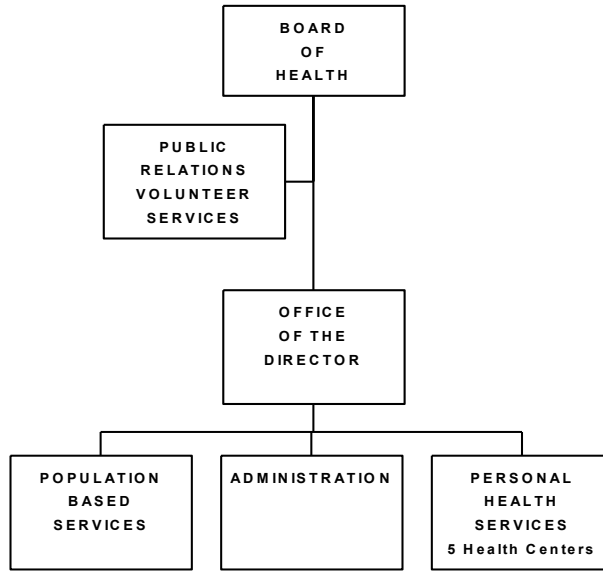 BOARD
OF
HEALTH
PUBLIC
RELATIONS
VOLUNTEER
SERVICES
OFFICE
OF THE
DIRECTOR
POPULATION
BASED
SERVICES
ADMINISTRATION
PERSONAL
HEALTH
SERVICES
5 Health Centers